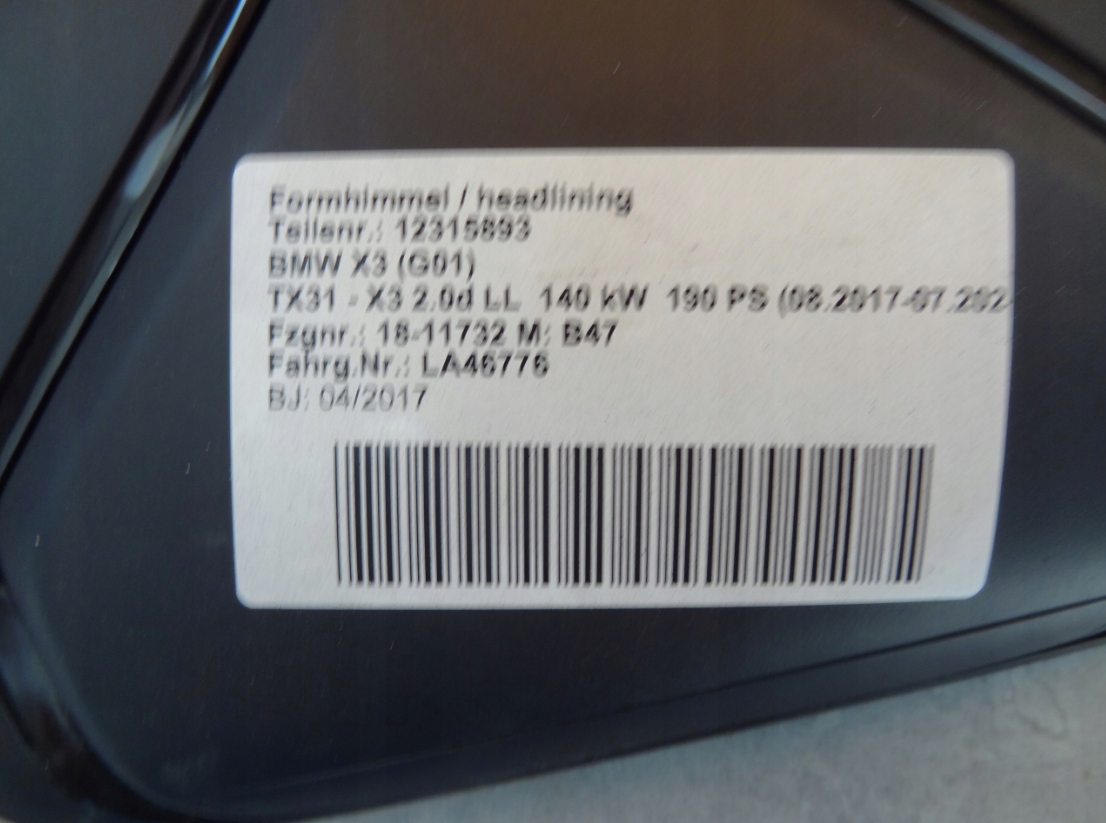 Formhimmel / headlining
Teilenr.: 12315893
BMW X3 (G01)
TX31 - X3 2.0d LL 140 kW 190 PS (08.2017-07.202
Fzgnr.: 18-11732 M: B47
Fahrg.Nr.: LA46776
BJ: 04/2017